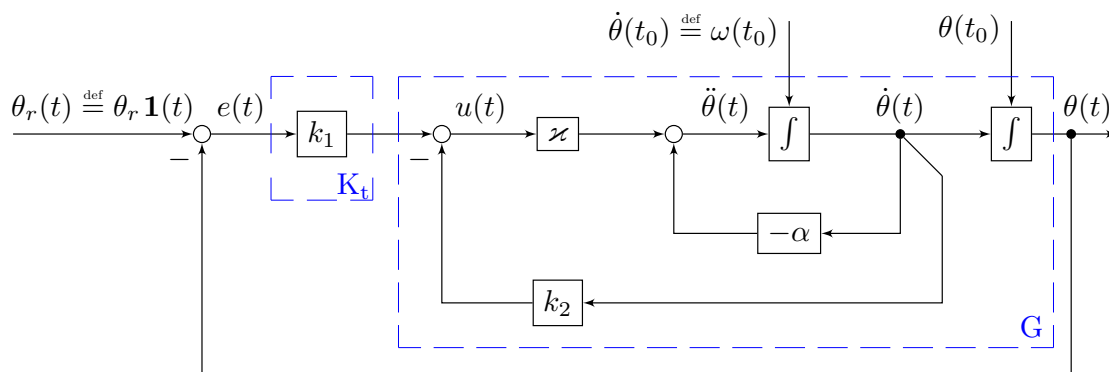 θ̇(t₀) ≝ ω(t₀)
θ(t₀)
θᵣ(t) ≝ θᵣ 𝟏(t)
e(t)
u(t)
θ̈(t)
θ̇(t)
θ(t)
k₁
ϰ
∫
∫
−
−
Kₜ
−α
k₂
G